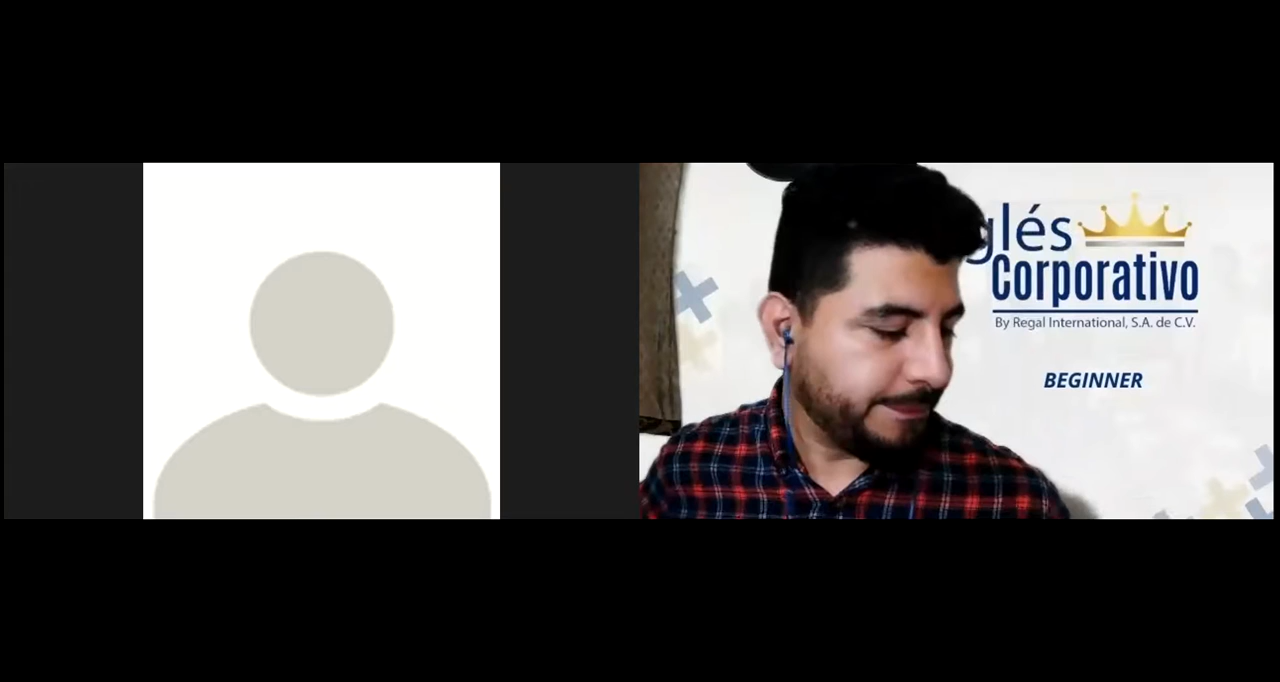 glés
Corporativo
By Regal International, S.A. de C.V.
BEGINNER